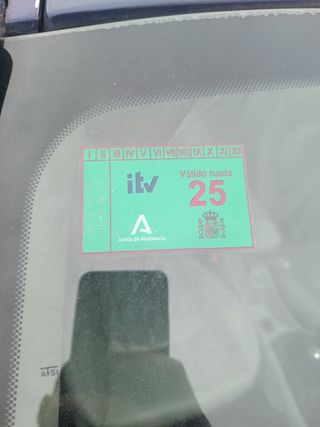 I II III IV V VI VII VIII IX X XI XII
itv
Válido hasta
25
Junta de Andalucía